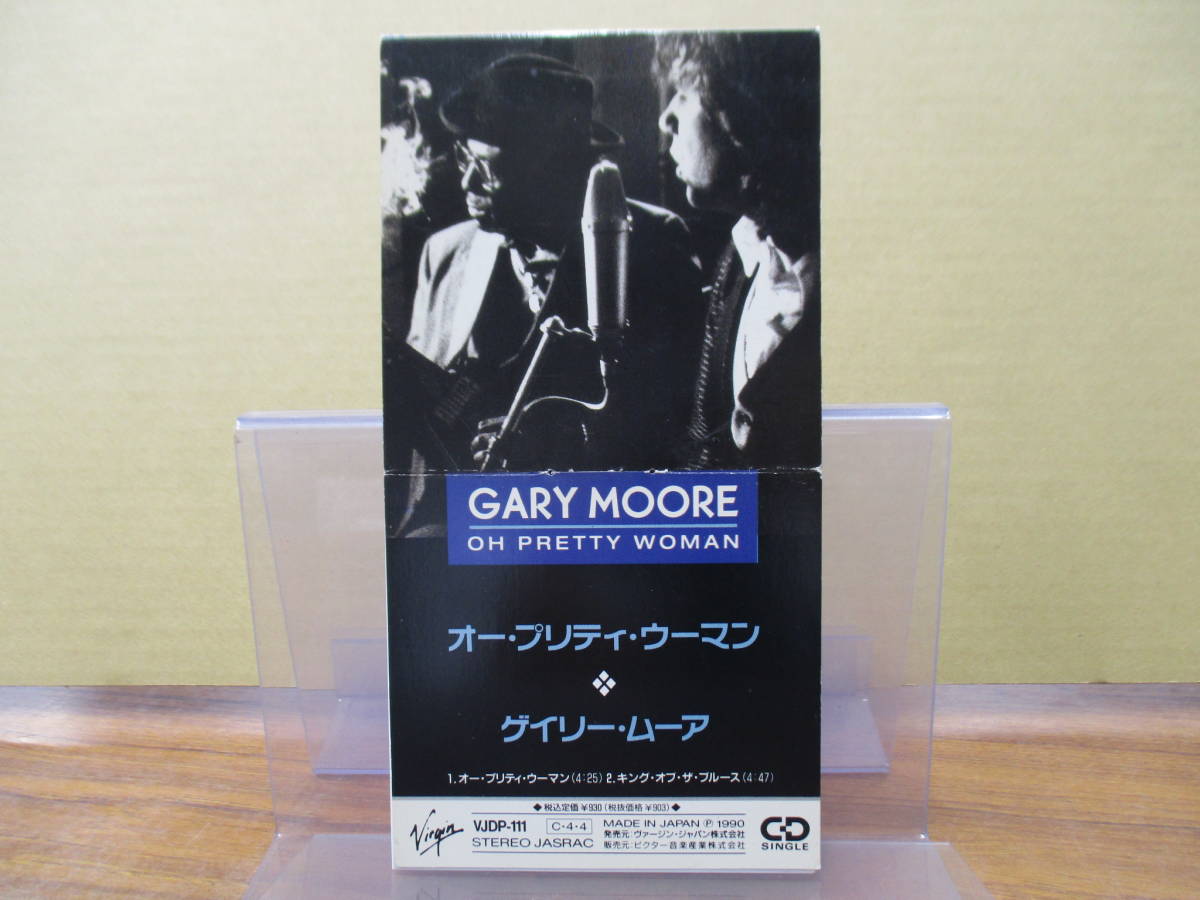 GARY MOORE
OH PRETTY WOMAN
オー・プリティ・ウーマン
❖
ゲイリー・ムーア
1.オー・プリティ・ウーマン(4:25) 2.キング・オブ・ザ・ブルース(4:47)
◆税込定価¥930(税抜価格¥903)◆
Virgin VJDP-111 C・4・4 MADE IN JAPAN Ⓟ 1990
発売元:ヴァージン・ジャパン株式会社
STEREO JASRAC 販売元:ビクター音楽産業株式会社
CD SINGLE